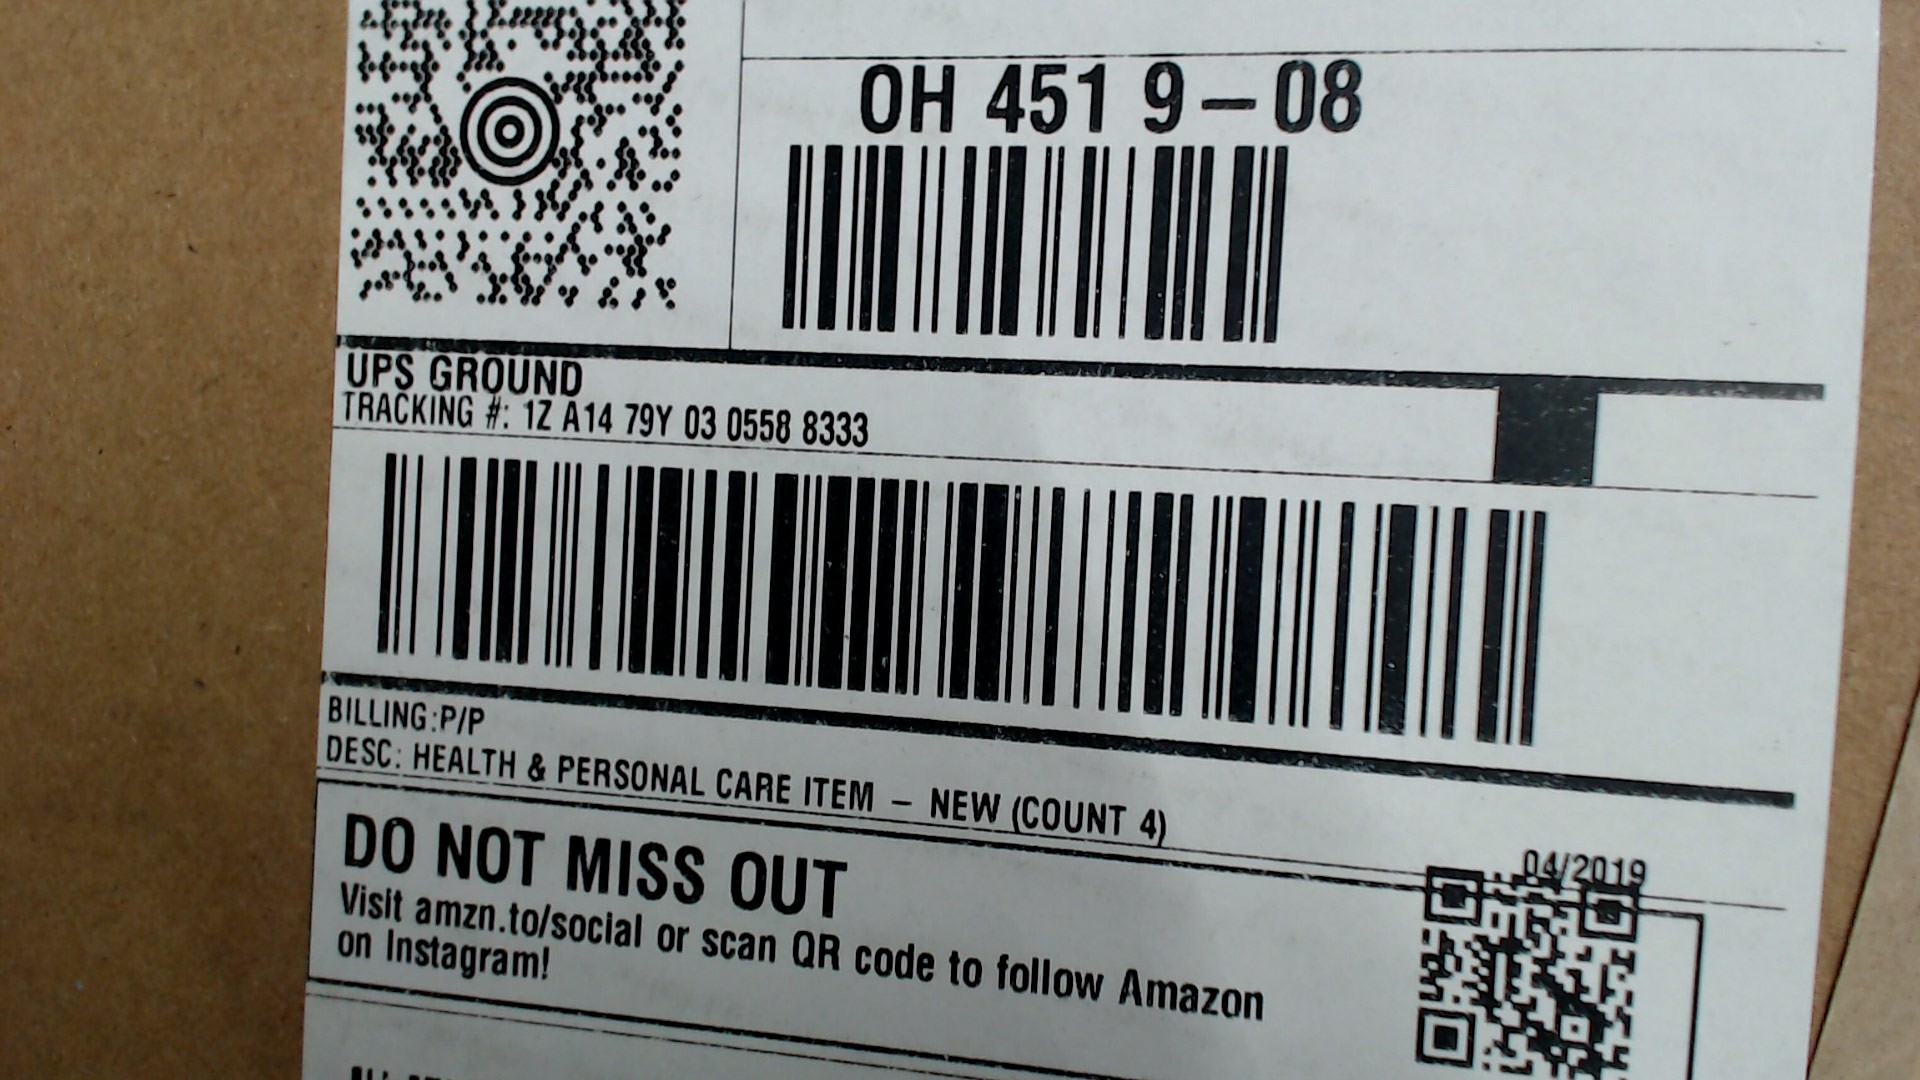 OH 451 9-08
UPS GROUND
TRACKING #: 1Z A14 79Y 03 0558 8333
BILLING:P/P
DESC: HEALTH & PERSONAL CARE ITEM - NEW (COUNT 4)
04/2019
DO NOT MISS OUT
Visit amzn.to/social or scan QR code to follow Amazon
on Instagram!